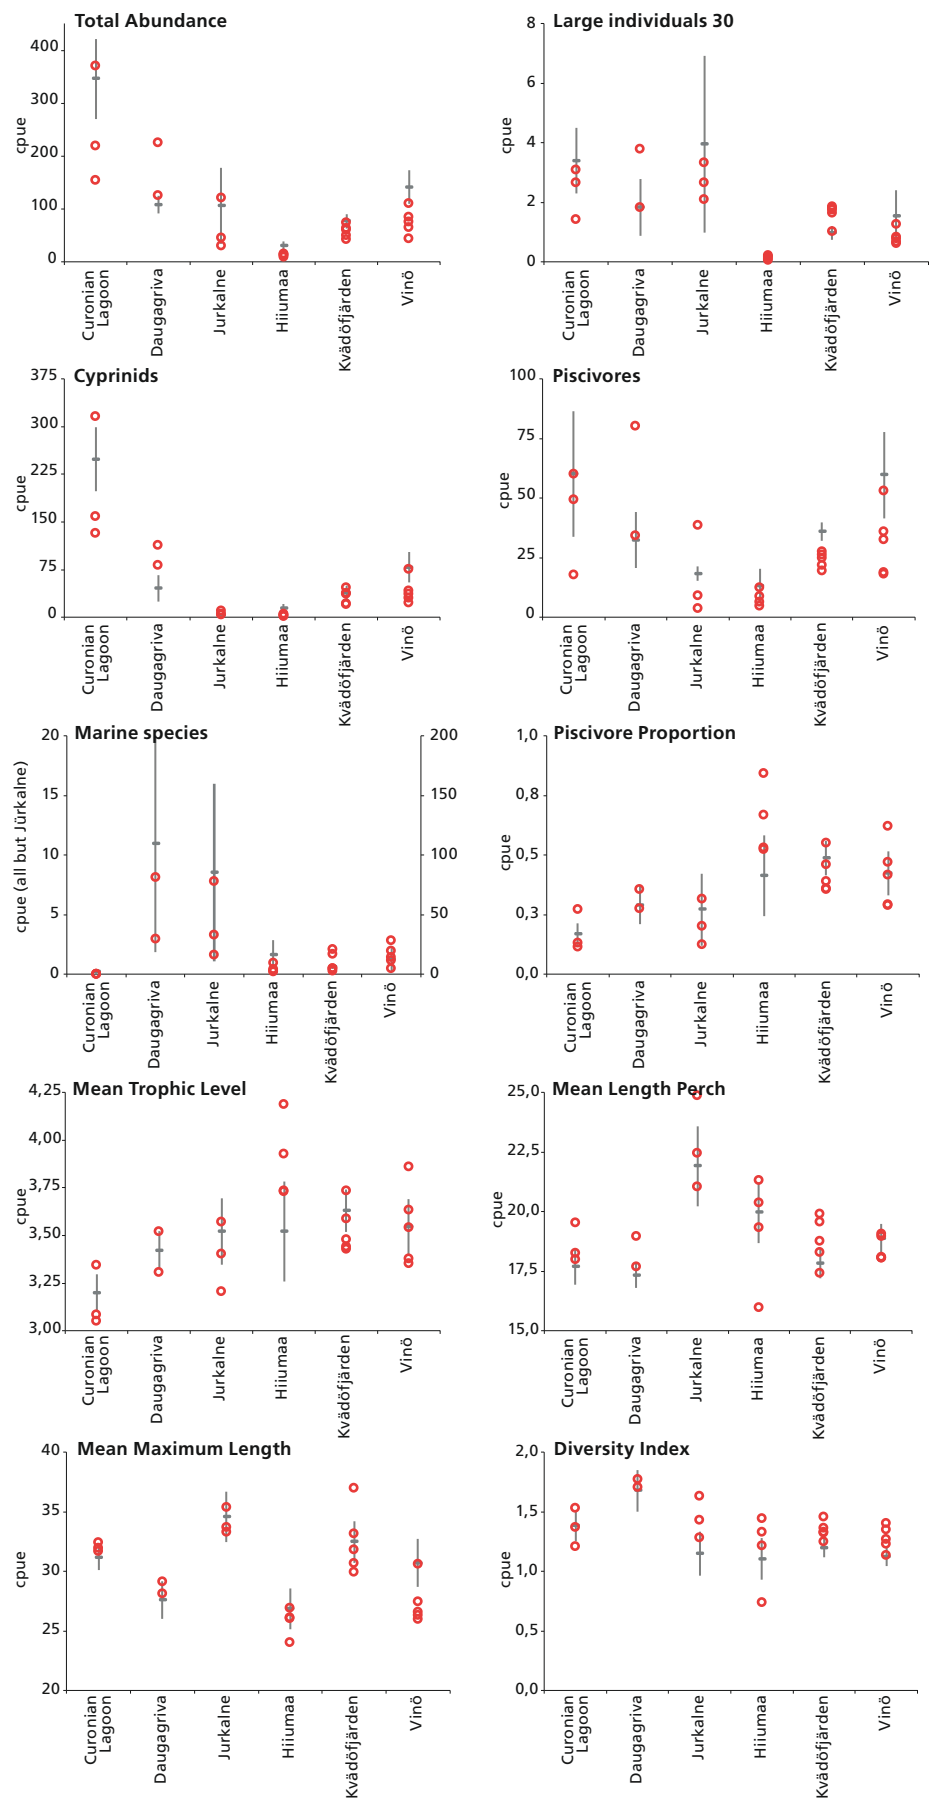 Total Abundance
400
300
200
100
0
cpue
Curonian
Lagoon
Daugagriva
Jurkalne
Hiiumaa
Kvädöfjärden
Vinö
Large individuals 30
8
6
4
2
0
cpue
Curonian
Lagoon
Daugagriva
Jurkalne
Hiiumaa
Kvädöfjärden
Vinö
Cyprinids
375
300
225
150
75
0
cpue
Curonian
Lagoon
Daugagriva
Jurkalne
Hiiumaa
Kvädöfjärden
Vinö
Piscivores
100
75
50
25
0
cpue
Curonian
Lagoon
Daugagriva
Jurkalne
Hiiumaa
Kvädöfjärden
Vinö
Marine species
20
15
10
5
0
200
150
100
50
0
cpue (all but Jürkalne)
Curonian
Lagoon
Daugagriva
Jurkalne
Hiiumaa
Kvädöfjärden
Vinö
Piscivore Proportion
1,0
0,8
0,5
0,3
0,0
cpue
Curonian
Lagoon
Daugagriva
Jurkalne
Hiiumaa
Kvädöfjärden
Vinö
Mean Trophic Level
4,25
4,00
3,75
3,50
3,25
3,00
cpue
Curonian
Lagoon
Daugagriva
Jurkalne
Hiiumaa
Kvädöfjärden
Vinö
Mean Length Perch
25,0
22,5
20,0
17,5
15,0
cpue
Curonian
Lagoon
Daugagriva
Jurkalne
Hiiumaa
Kvädöfjärden
Vinö
Mean Maximum Length
40
35
30
25
20
cpue
Curonian
Lagoon
Daugagriva
Jurkalne
Hiiumaa
Kvädöfjärden
Vinö
Diversity Index
2,0
1,5
1,0
0,5
0,0
cpue
Curonian
Lagoon
Daugagriva
Jurkalne
Hiiumaa
Kvädöfjärden
Vinö